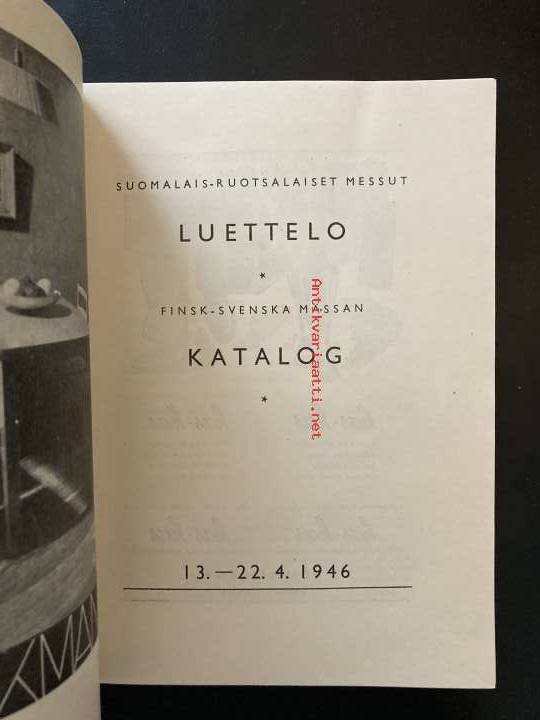 SUOMALAIS-RUOTSALAISET MESSUT
LUETTELO
*
FINSK-SVENSKA MÄSSAN
KATALOG
*
13.—22. 4. 1946
Antikvariaatti.net